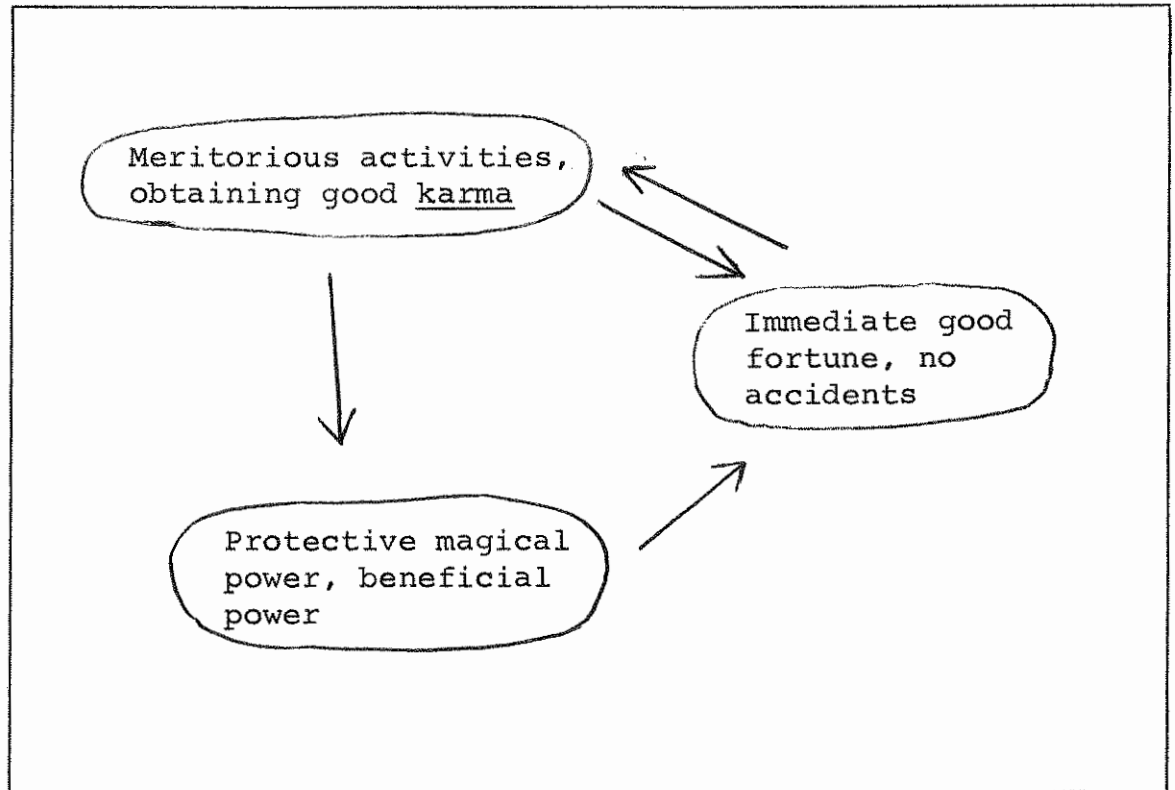 Meritorious activities,
obtaining good karma
Immediate good
fortune, no
accidents
Protective magical
power, beneficial
power